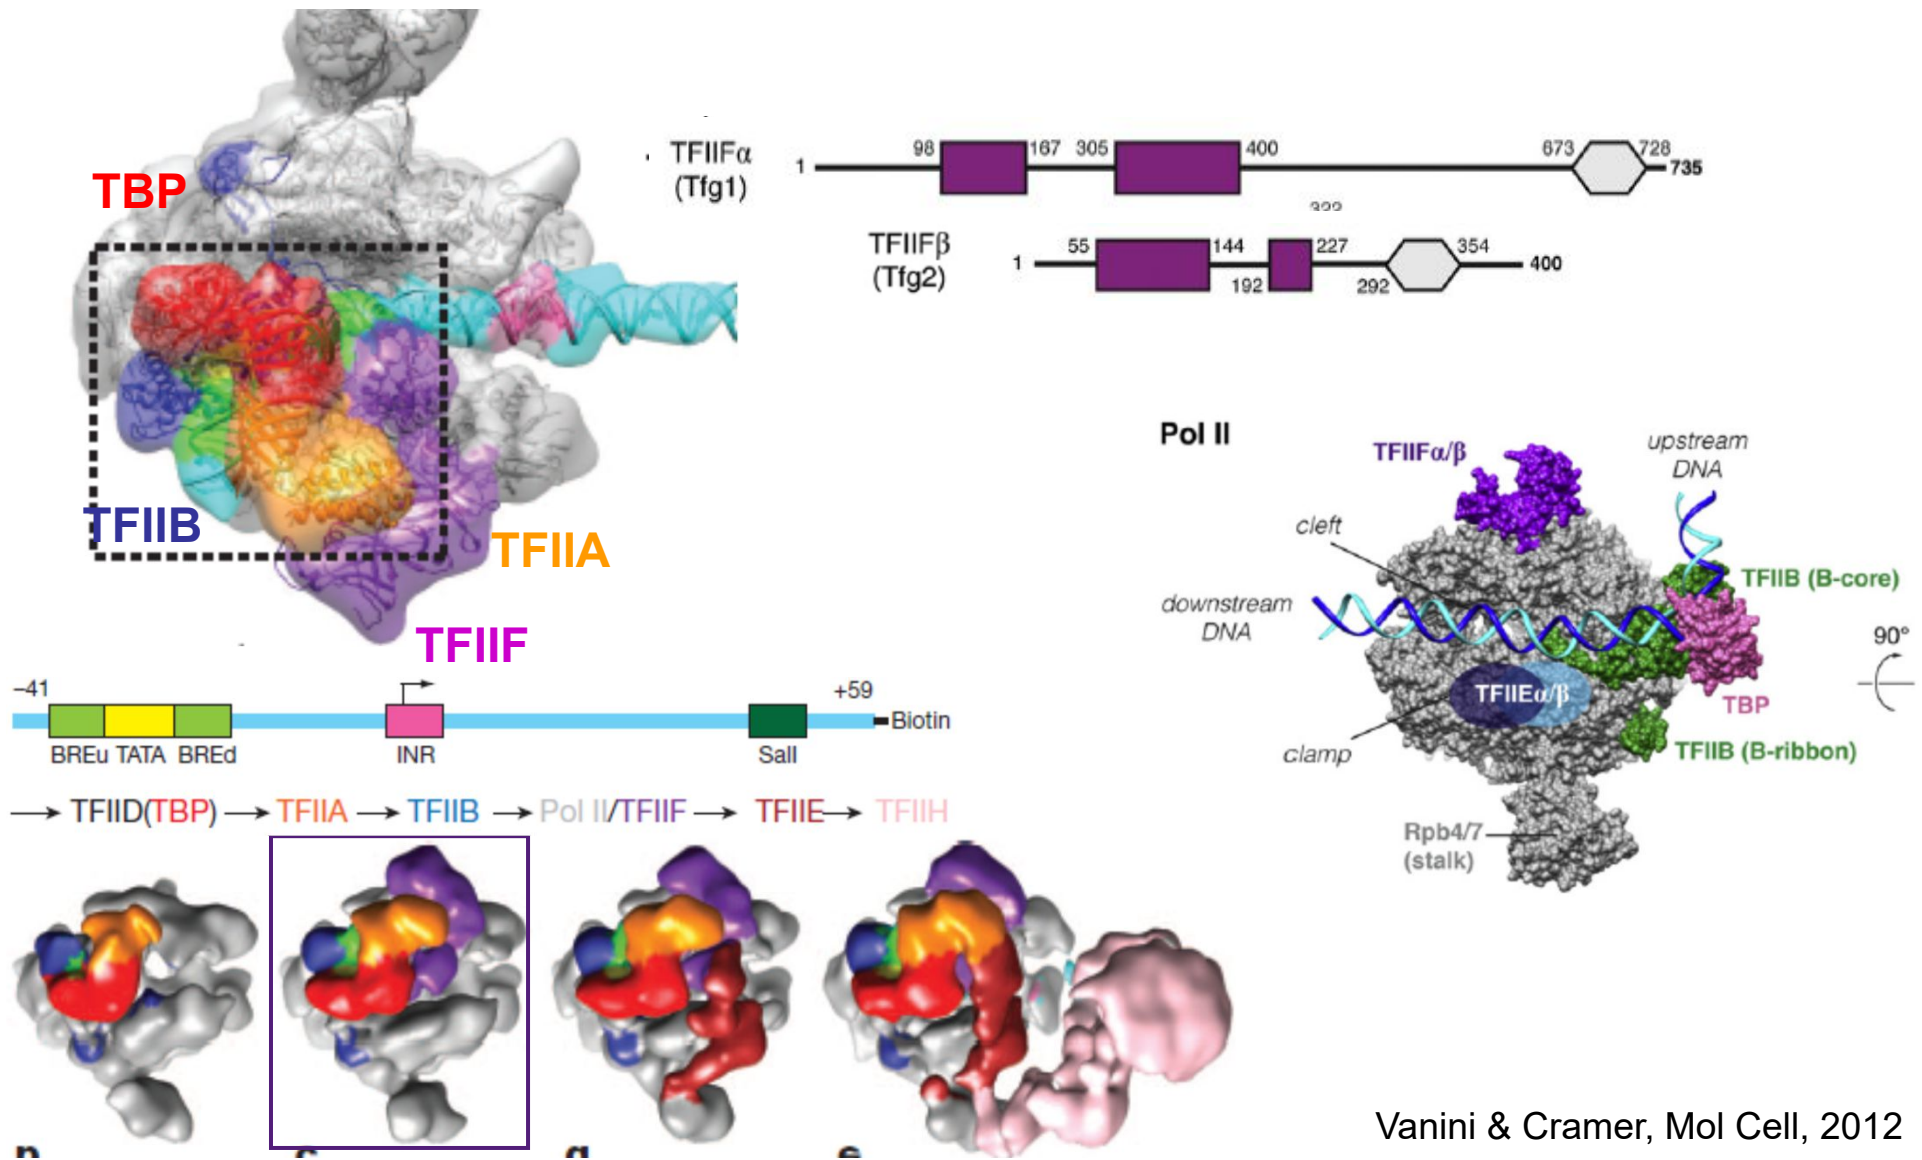 TBP
TFIIB
TFIIA
TFIIF
TFIIFα
(Tfg1)
1
98
167
305
400
673
728
735
TFIIFβ
(Tfg2)
1
55
144
192
227
292
354
400
Pol II
TFIIFα/β
upstream
DNA
cleft
TFIIB (B-core)
downstream
DNA
90°
TFIIEα/β
TBP
clamp
TFIIB (B-ribbon)
Rpb4/7
(stalk)
–41
+59
Biotin
BREu TATA BREd
INR
SalI
TFIID(TBP) → TFIIA → TFIIB → Pol II/TFIIF → TFIIE → TFIIH
Vanini & Cramer, Mol Cell, 2012